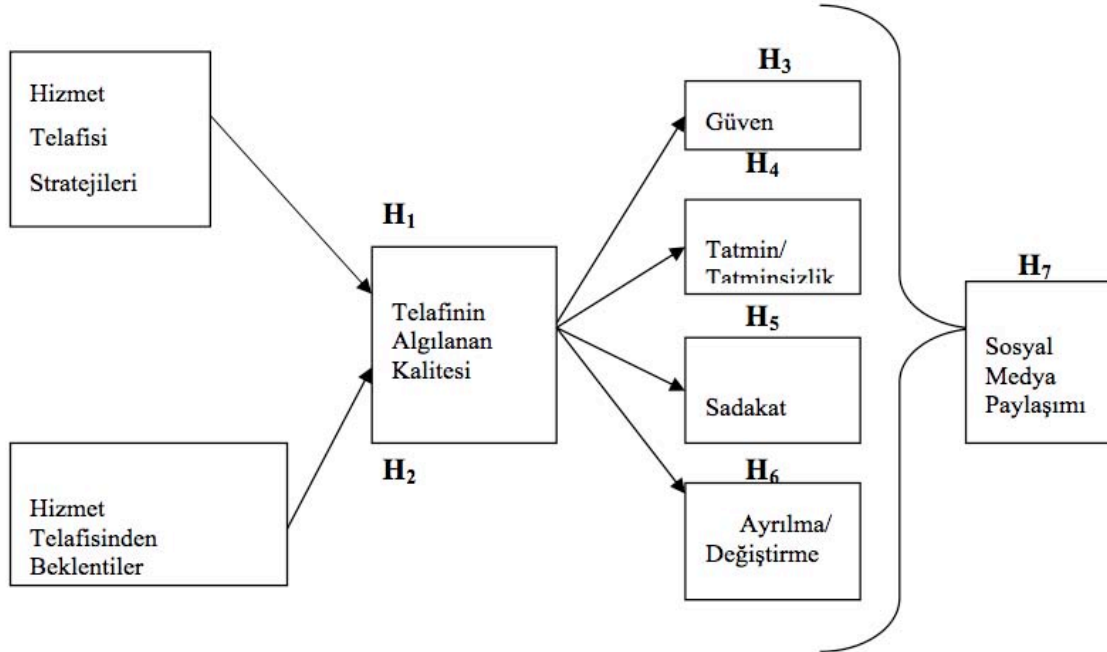 Hizmet
Telafisi
Stratejileri
Hizmet
Telafisinden
Beklentiler
H₁
Telafinin
Algılanan
Kalitesi
H₂
H₃
Güven
H₄
Tatmin/
Tatminsizlik
H₅
Sadakat
H₆
Ayrılma/
Değiştirme
H₇
Sosyal
Medya
Paylaşımı